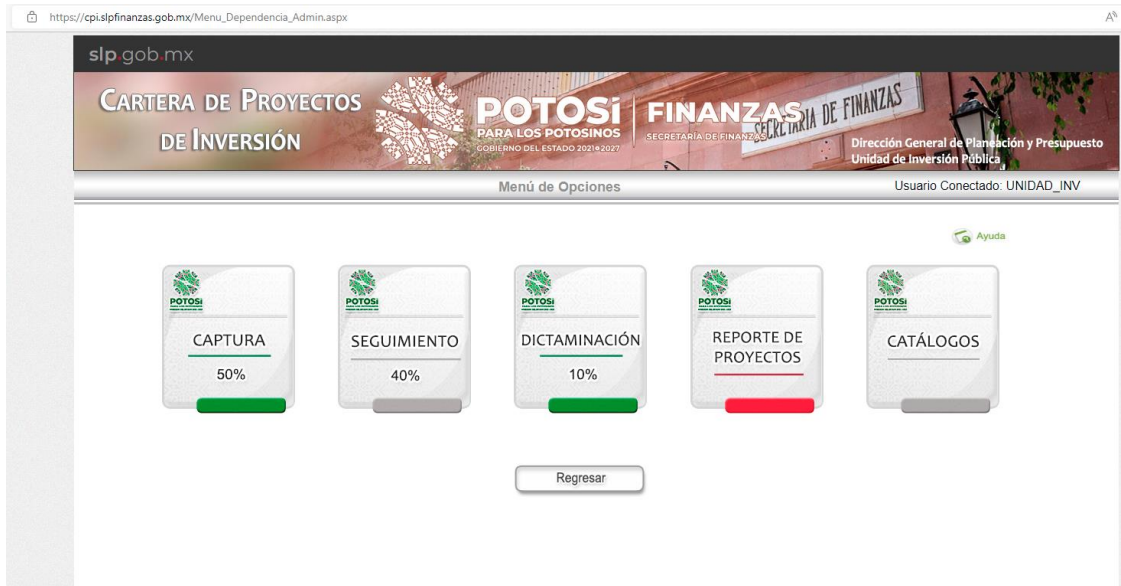 https://cpi.slpfinanzas.gob.mx/Menu_Dependencia_Admin.aspx
slp.gob.mx
CARTERA DE PROYECTOS
DE INVERSIÓN
POTOSÍ
PARA LOS POTOSINOS
GOBIERNO DEL ESTADO 2021-2027
FINANZAS
SECRETARÍA DE FINANZAS
SECRETARIA DE FINANZAS
Dirección General de Planeación y Presupuesto
Unidad de Inversión Pública
Menú de Opciones
Usuario Conectado: UNIDAD_INV
Ayuda
POTOSÍ
CAPTURA
50%
POTOSÍ
SEGUIMIENTO
40%
POTOSÍ
DICTAMINACIÓN
10%
POTOSÍ
REPORTE DE
PROYECTOS
POTOSÍ
CATÁLOGOS
Regresar